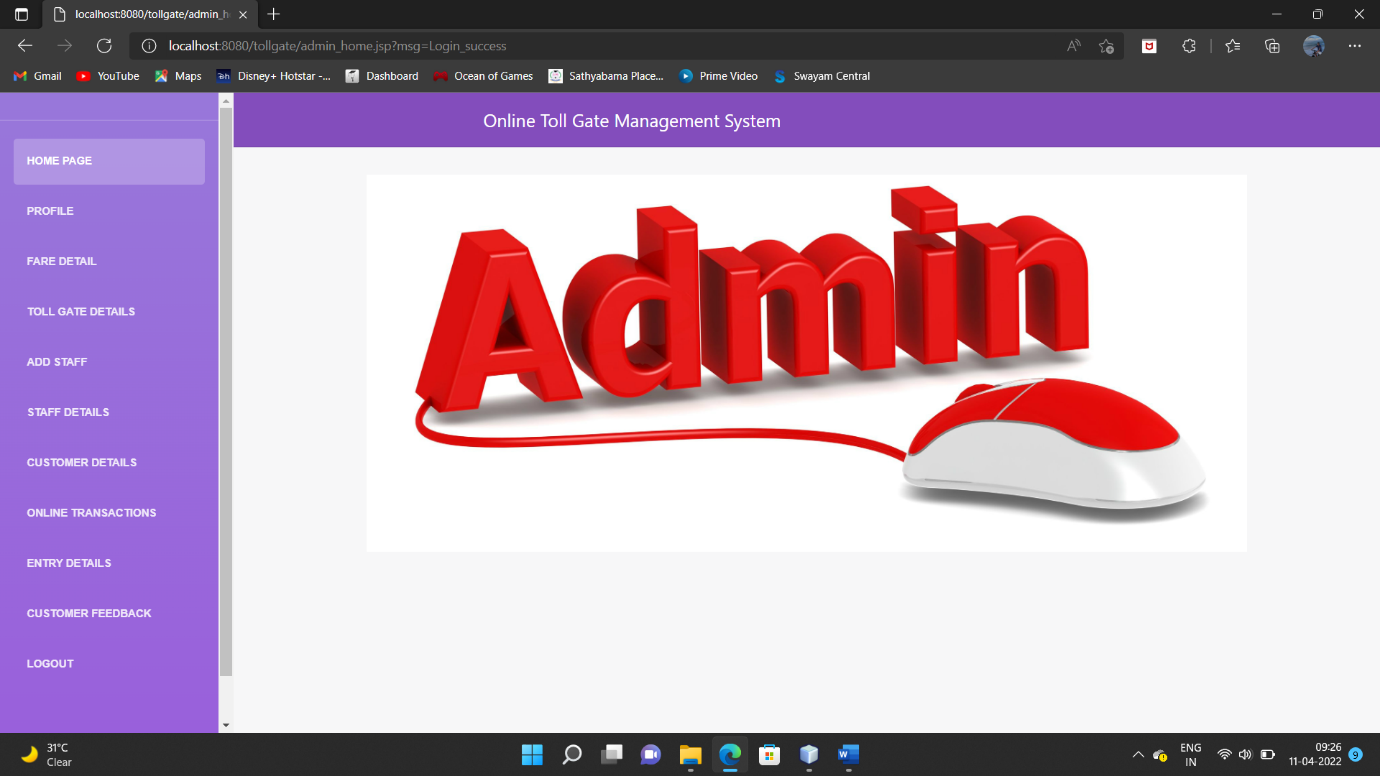 localhost:8080/tollgate/admin_h
localhost:8080/tollgate/admin_home.jsp?msg=Login_success
Gmail YouTube Maps Disney+ Hotstar -... Dashboard Ocean of Games Sathyabama Place... Prime Video Swayam Central
Online Toll Gate Management System
HOME PAGE
PROFILE
FARE DETAIL
TOLL GATE DETAILS
ADD STAFF
STAFF DETAILS
CUSTOMER DETAILS
ONLINE TRANSACTIONS
ENTRY DETAILS
CUSTOMER FEEDBACK
LOGOUT
Admin
31°C
Clear
ENG
IN
09:26
11-04-2022
9